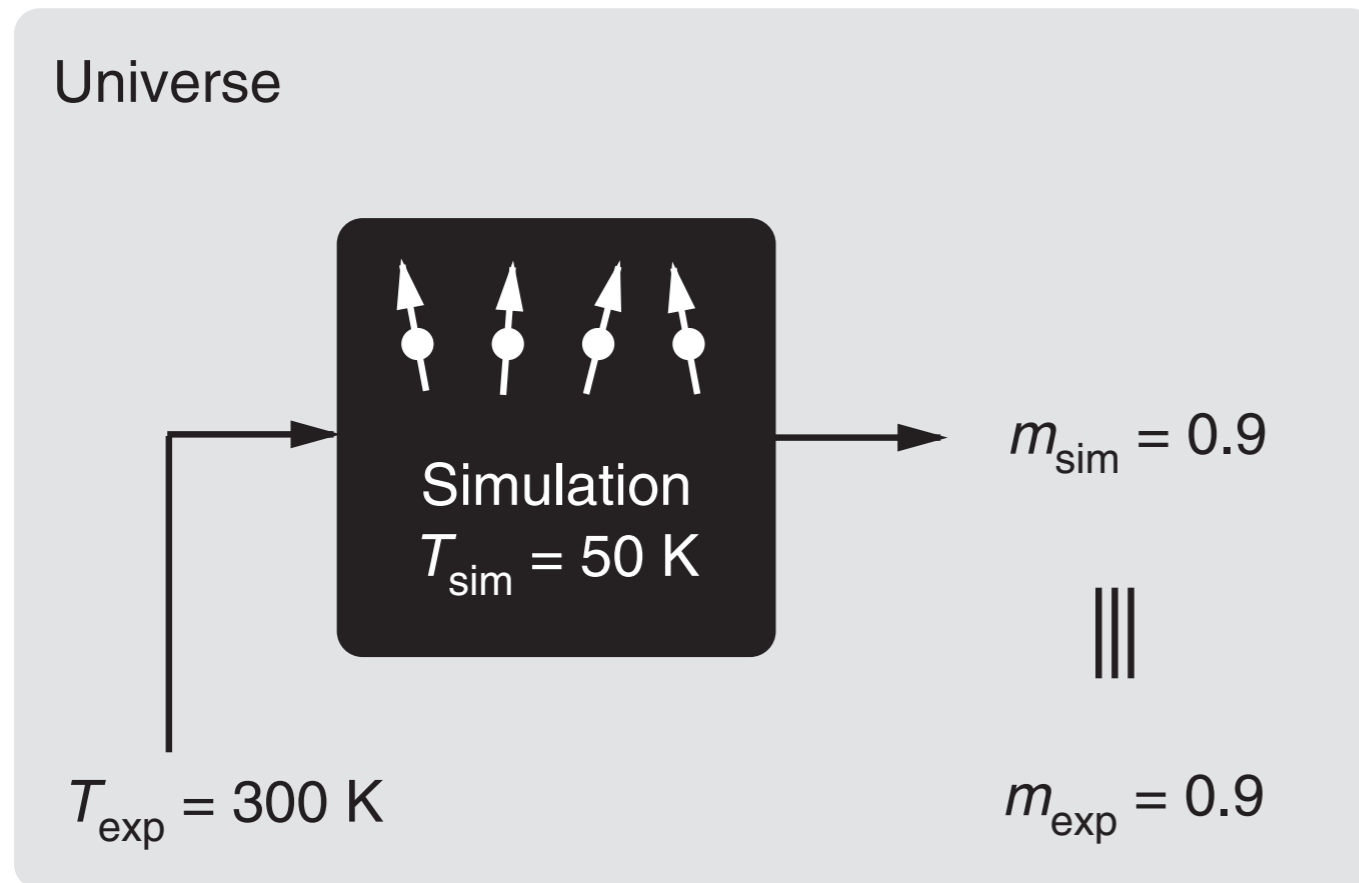 Universe
Simulation
T_sim = 50 K
m_sim = 0.9
|||
T_exp = 300 K
m_exp = 0.9